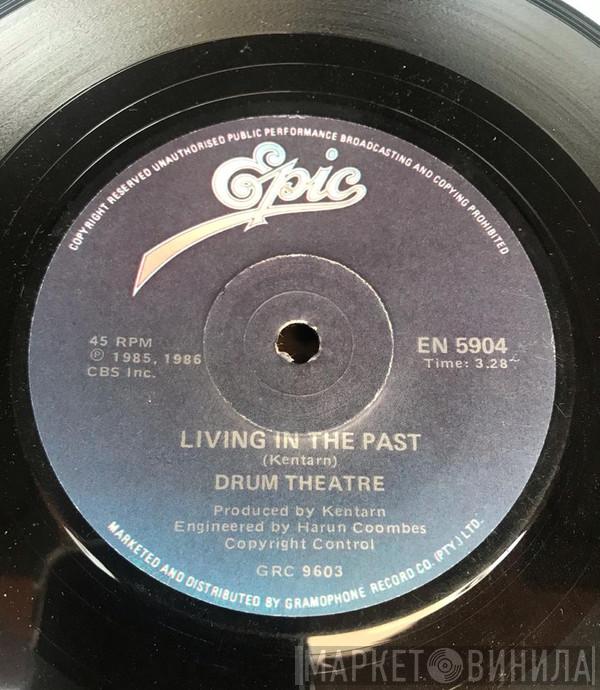 COPYRIGHT RESERVED UNAUTHORISED PUBLIC PERFORMANCE BROADCASTING AND COPYING PROHIBITED
Epic
45 RPM
Ⓟ 1985, 1986
CBS Inc.
EN 5904
Time: 3.28
LIVING IN THE PAST
(Kentarn)
DRUM THEATRE
Produced by Kentarn
Engineered by Harun Coombes
Copyright Control
GRC 9603
MARKETED AND DISTRIBUTED BY GRAMOPHONE RECORD CO. (PTY.) LTD.
МАРКЕТ ВИНИЛА